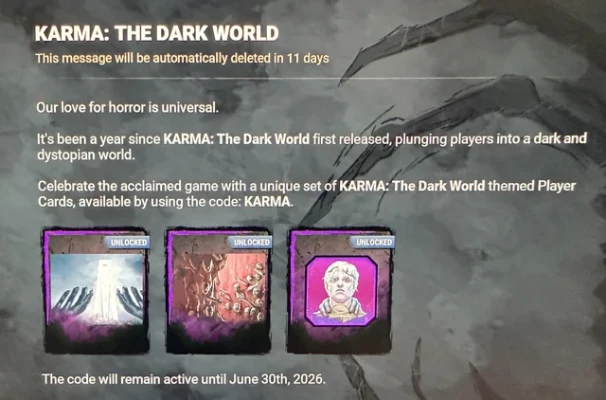 KARMA: THE DARK WORLD
This message will be automatically deleted in 11 days
Our love for horror is universal.
It's been a year since KARMA: The Dark World first released, plunging players into a dark and
dystopian world.
Celebrate the acclaimed game with a unique set of KARMA: The Dark World themed Player
Cards, available by using the code: KARMA.
UNLOCKED
UNLOCKED
UNLOCKED
The code will remain active until June 30th, 2026.